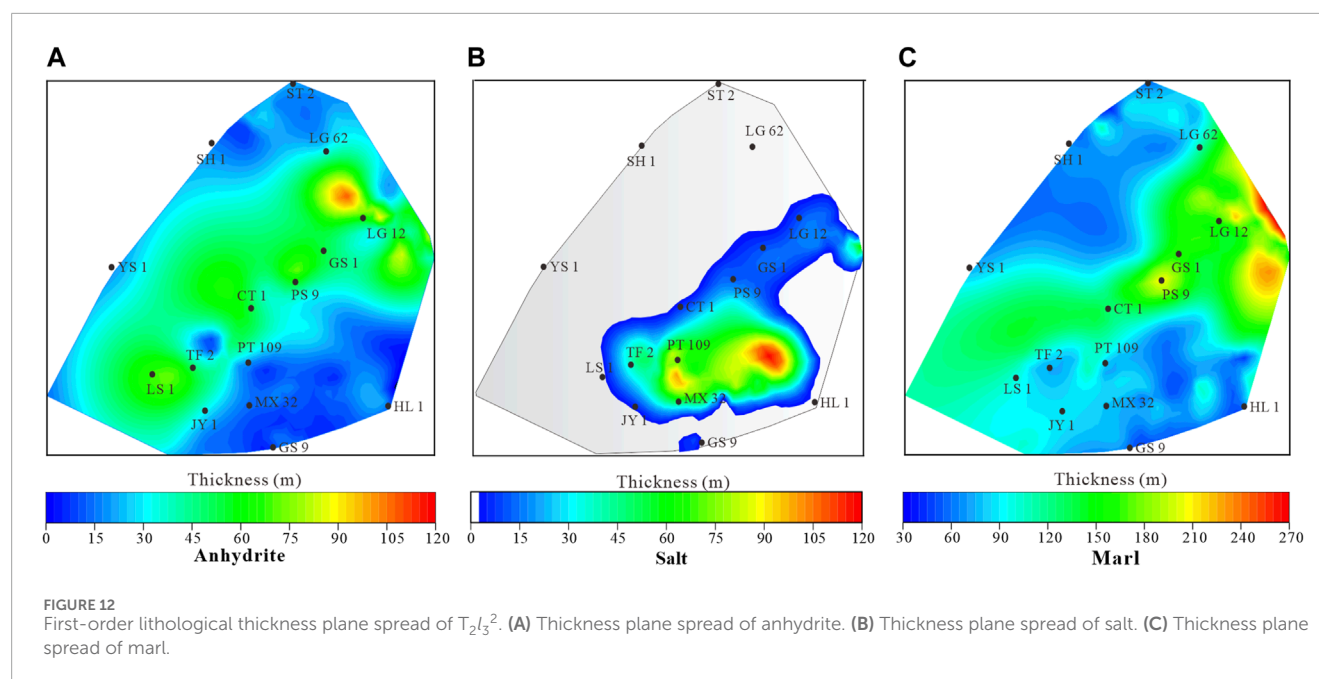 A
ST 2
LG 62
SH 1
LG 12
GS 1
YS 1
PS 9
CT 1
TF 2
PT 109
LS 1
MX 32
JY 1
HL 1
GS 9
Thickness (m)
0 15 30 45 60 75 90 105 120
Anhydrite
B
ST 2
LG 62
SH 1
LG 12
GS 1
YS 1
PS 9
CT 1
TF 2
PT 109
LS 1
MX 32
JY 1
HL 1
GS 9
Thickness (m)
0 15 30 45 60 75 90 105 120
Salt
C
ST 2
LG 62
SH 1
LG 12
GS 1
YS 1
PS 9
CT 1
PT 109
TF 2
LS 1
MX 32
JY 1
HL 1
GS 9
Thickness (m)
30 60 90 120 150 180 210 240 270
Marl
FIGURE 12
First-order lithological thickness plane spread of T₂l₃². (A) Thickness plane spread of anhydrite. (B) Thickness plane spread of salt. (C) Thickness plane
spread of marl.